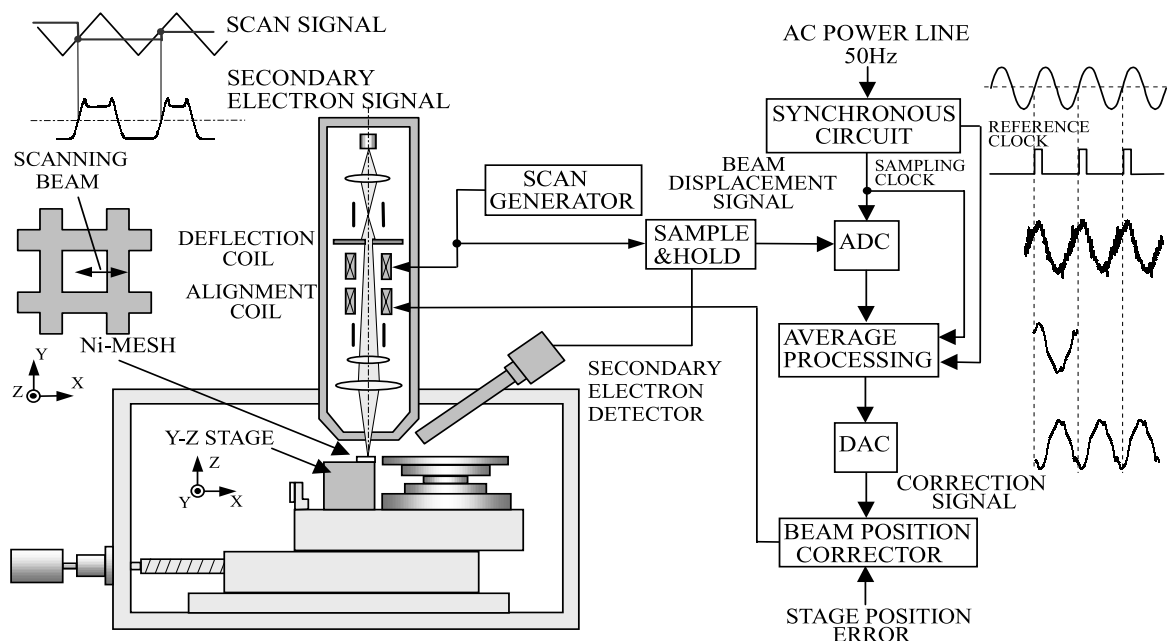 SCAN SIGNAL
SECONDARY
ELECTRON SIGNAL
SCANNING
BEAM
DEFLECTION
COIL
ALIGNMENT
COIL
Ni-MESH
Y
Z
X
Y-Z STAGE
Z
Y
X
SCAN
GENERATOR
BEAM
DISPLACEMENT
SIGNAL
SAMPLE
&HOLD
SECONDARY
ELECTRON
DETECTOR
AC POWER LINE
50Hz
SYNCHRONOUS
CIRCUIT
REFERENCE
CLOCK
SAMPLING
CLOCK
ADC
AVERAGE
PROCESSING
DAC
CORRECTION
SIGNAL
BEAM POSITION
CORRECTOR
STAGE POSITION
ERROR